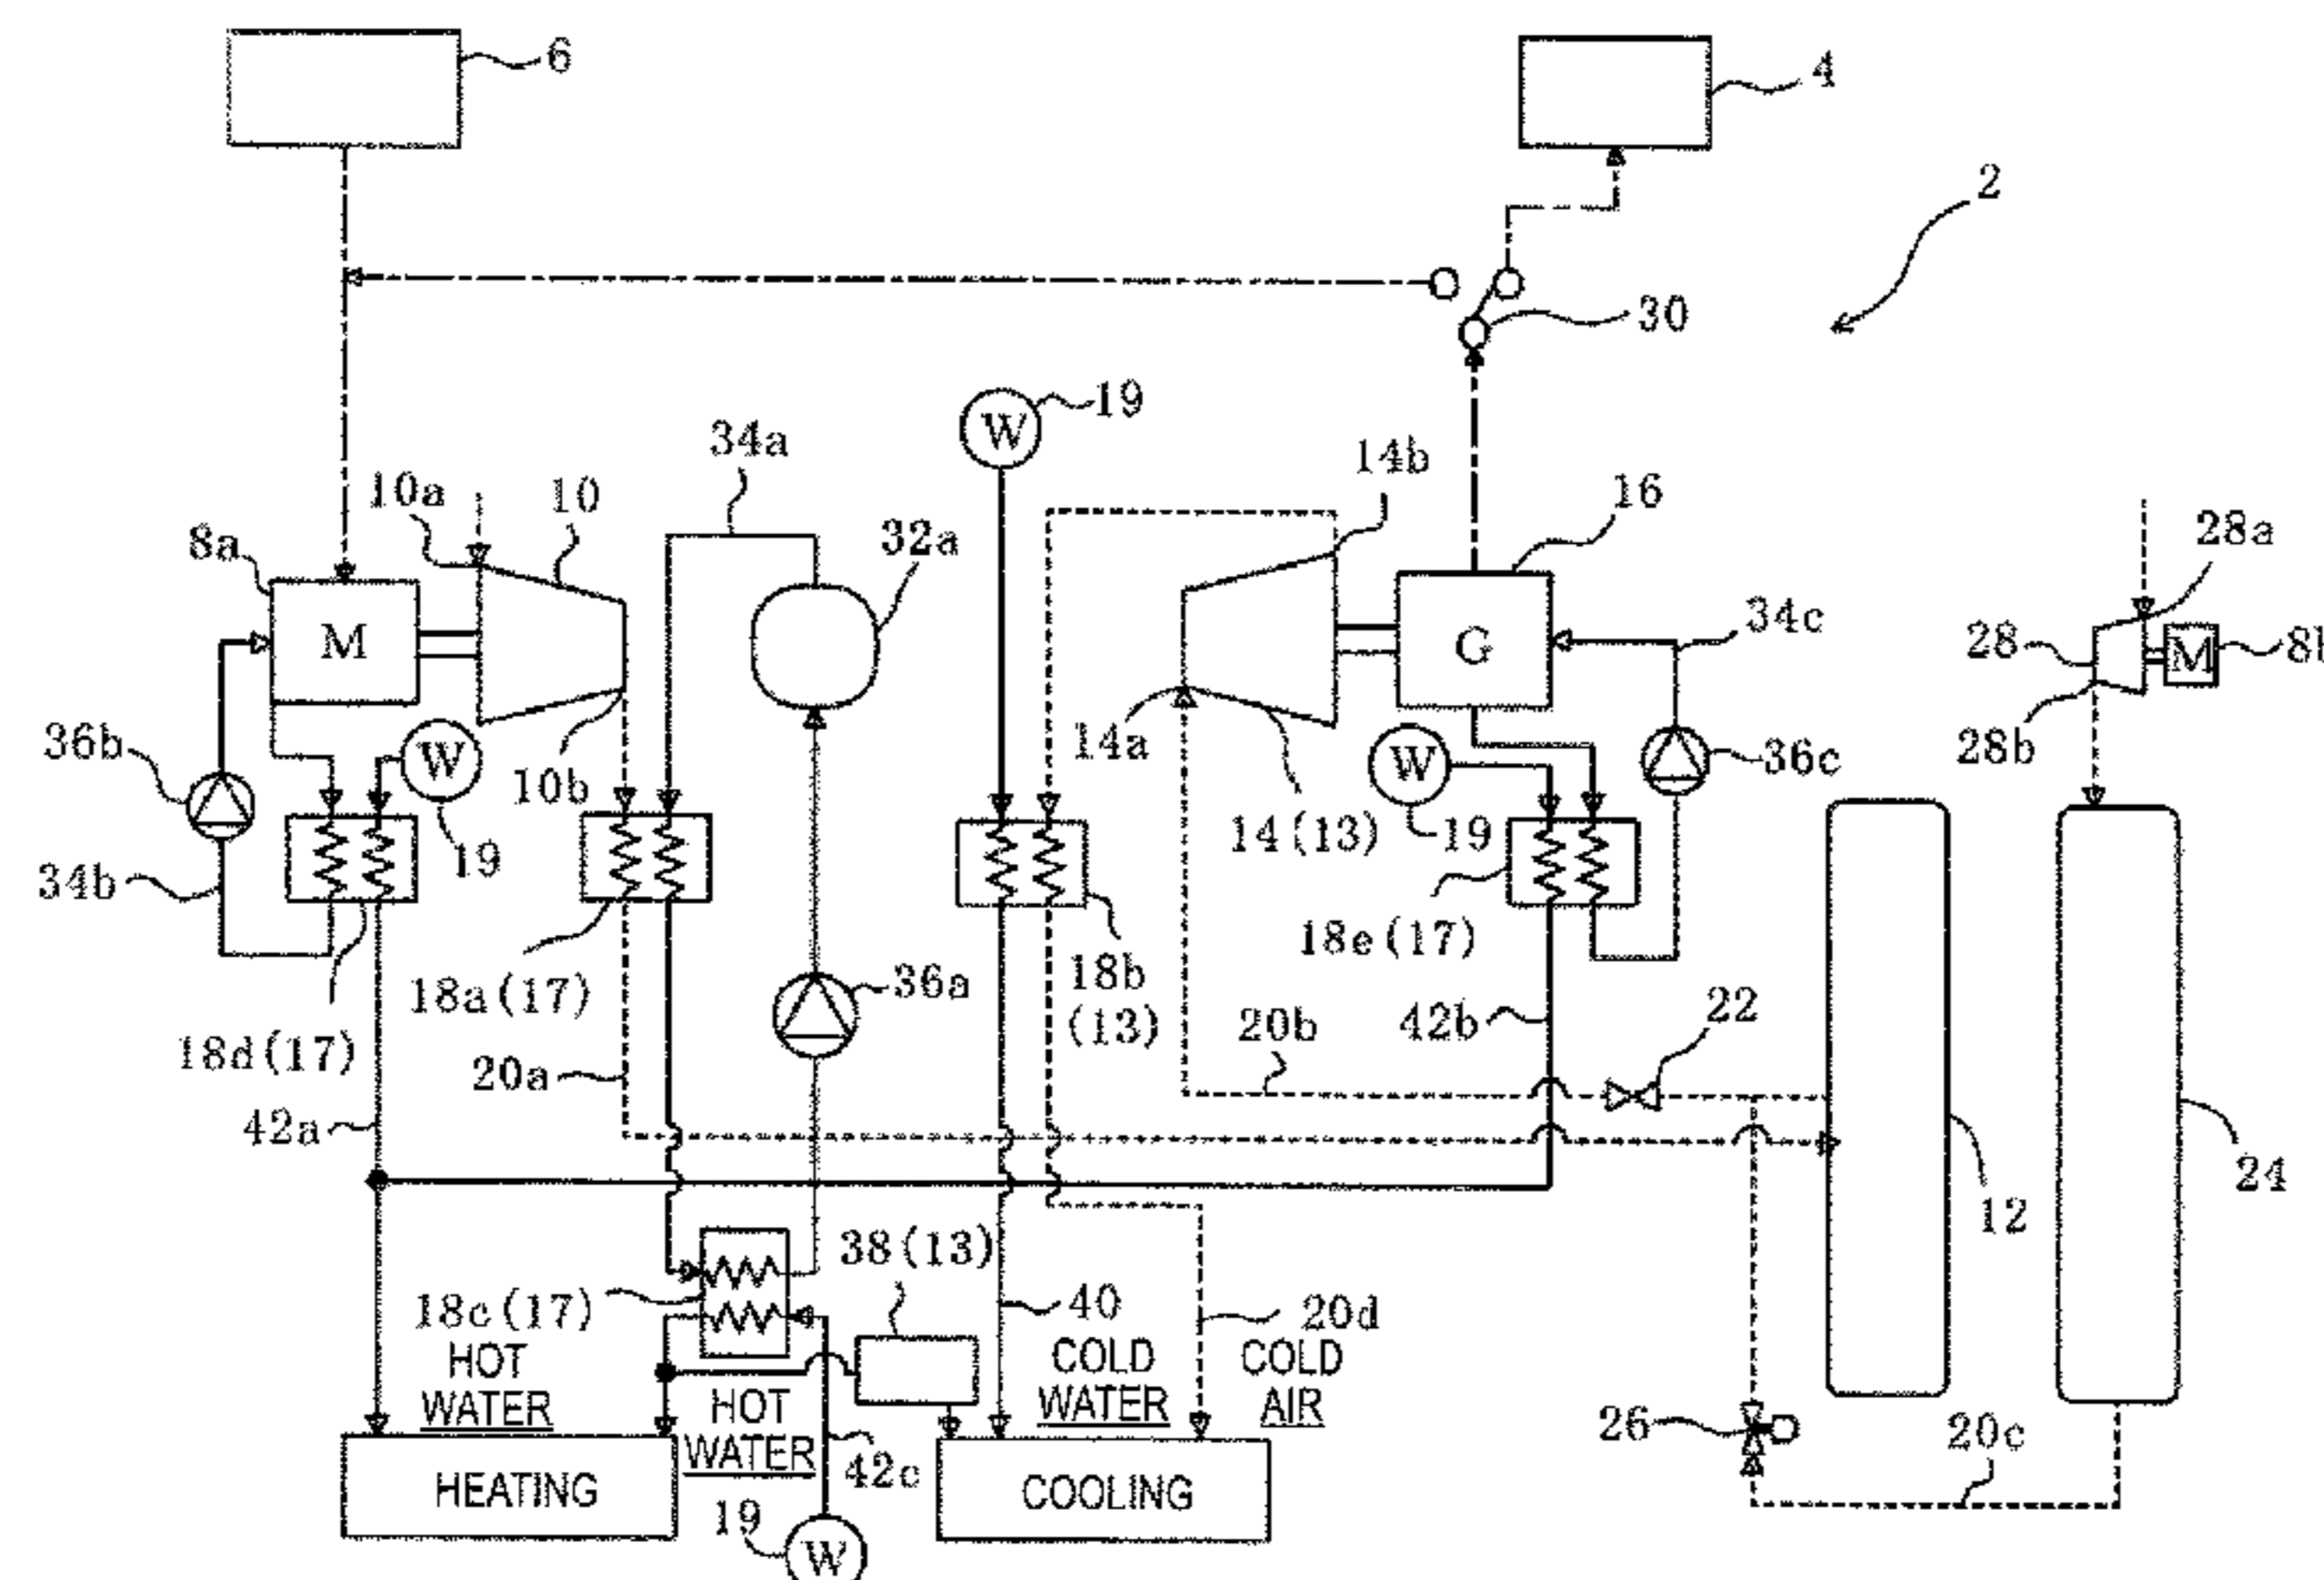 6
4
2
30
19
34a
14b
16
10a
10
8a
32a
28a
M
G
34c
28
M
W
36b
W
10b
14a
W
36c
28b
14(13)
19
19
34b
18e(17)
18a(17)
36a
18b
(13)
18d(17)
20a
20b
42b
22
42a
12
24
38(13)
18c(17)
40
20d
HOT
WATER
HOT
WATER
COLD
WATER
COLD
AIR
26
20c
42c
HEATING
COOLING
19
W